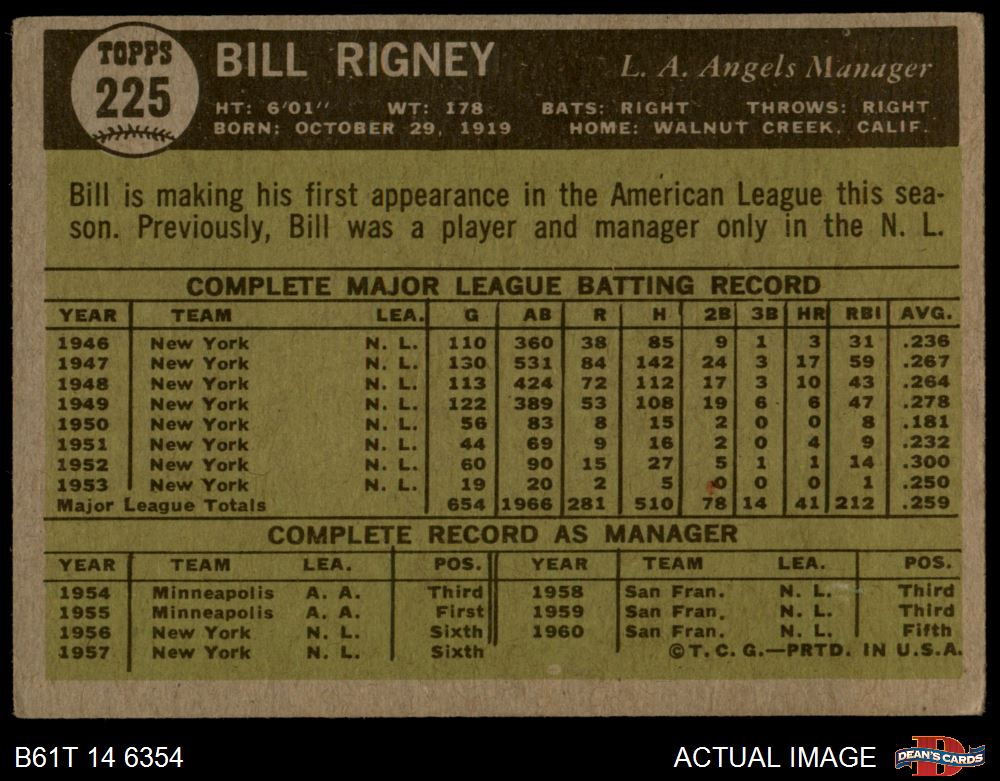 TOPPS
225
BILL RIGNEY
L. A. Angels Manager
HT: 6'01" WT: 178 BATS: RIGHT THROWS: RIGHT
BORN: OCTOBER 29, 1919 HOME: WALNUT CREEK, CALIF.
Bill is making his first appearance in the American League this sea-
son. Previously, Bill was a player and manager only in the N. L.
COMPLETE MAJOR LEAGUE BATTING RECORD
YEAR TEAM LEA. G AB R H 2B 3B HR RBI AVG.
1946 New York N. L. 110 360 38 85 9 1 3 31 .236
1947 New York N. L. 130 531 84 142 24 3 17 59 .267
1948 New York N. L. 113 424 72 112 17 3 10 43 .264
1949 New York N. L. 122 389 53 108 19 6 6 47 .278
1950 New York N. L. 56 83 8 15 2 0 0 8 .181
1951 New York N. L. 44 69 9 16 2 0 4 9 .232
1952 New York N. L. 60 90 15 27 5 1 1 14 .300
1953 New York N. L. 19 20 2 5 0 0 0 1 .250
Major League Totals 654 1966 281 510 78 14 41 212 .259
COMPLETE RECORD AS MANAGER
YEAR TEAM LEA. POS. YEAR TEAM LEA. POS.
1954 Minneapolis A. A. Third 1958 San Fran. N. L. Third
1955 Minneapolis A. A. First 1959 San Fran. N. L. Third
1956 New York N. L. Sixth 1960 San Fran. N. L. Fifth
1957 New York N. L. Sixth ©T. C. G.—PRTD. IN U.S.A.
B61T 14 6354 ACTUAL IMAGE D DEAN'S CARDS